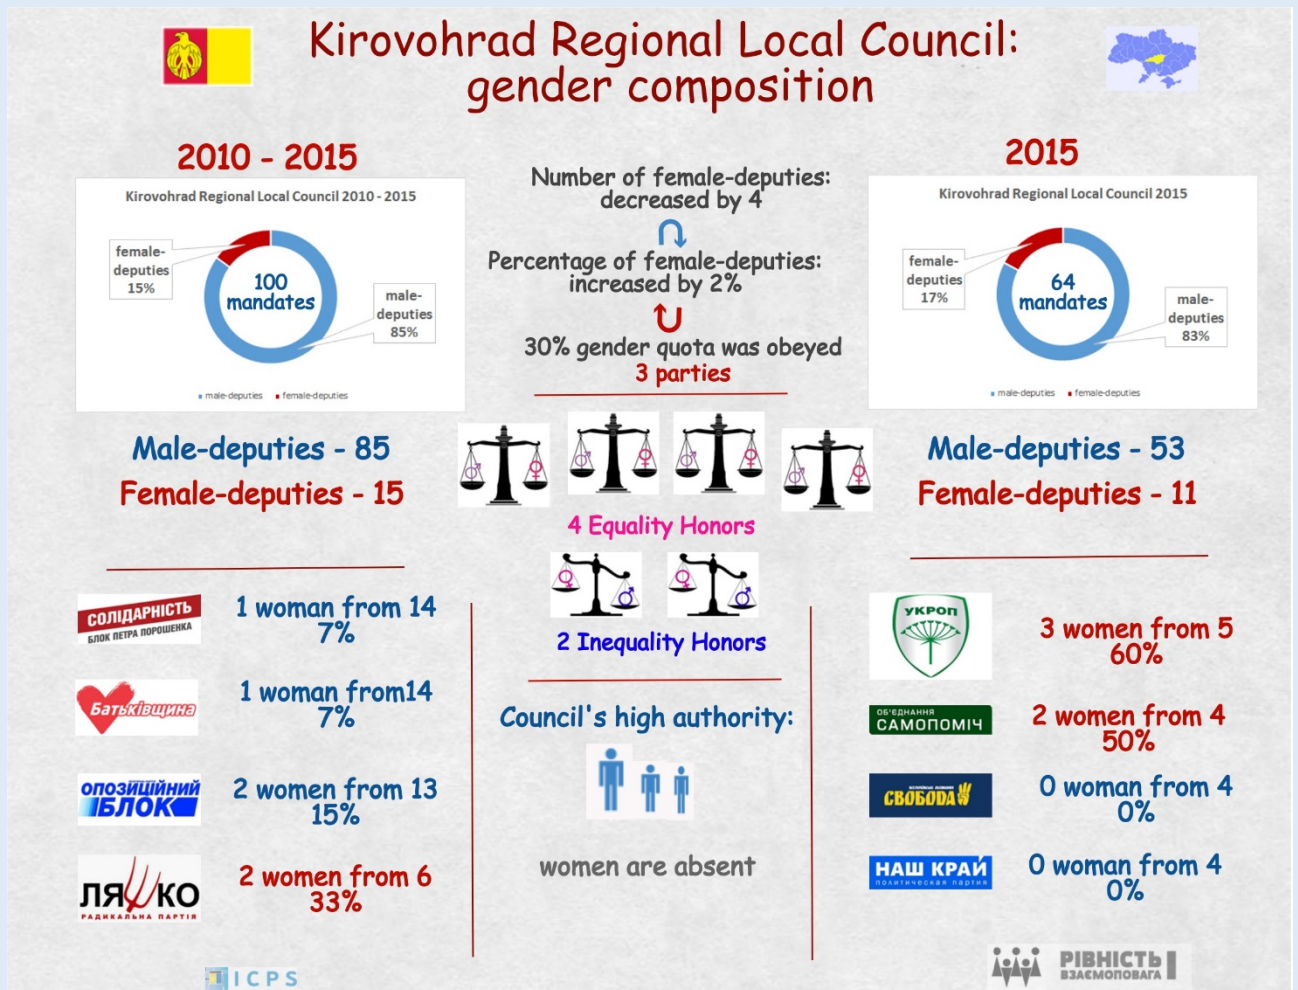 Kirovohrad Regional Local Council:
gender composition
2010 - 2015
Kirovohrad Regional Local Council 2010 - 2015
female-
deputies
15%
100
mandates
male-
deputies
85%
male-deputies
female-deputies
Male-deputies - 85
Female-deputies - 15
Number of female-deputies:
decreased by 4
Percentage of female-deputies:
increased by 2%
30% gender quota was obeyed
3 parties
4 Equality Honors
2 Inequality Honors
2015
Kirovohrad Regional Local Council 2015
female-
deputies
17%
64
mandates
male-
deputies
83%
male-deputies
female-deputies
Male-deputies - 53
Female-deputies - 11
СОЛІДАРНІСТЬ
БЛОК ПЕТРА ПОРОШЕНКА
1 woman from 14
7%
Батьківщина
1 woman from14
7%
ОПОЗИЦІЙНИЙ
БЛОК
2 women from 13
15%
ЛЯШКО
РАДИКАЛЬНА ПАРТІЯ
2 women from 6
33%
Council's high authority:
women are absent
УКРОП
3 women from 5
60%
ОБ'ЄДНАННЯ
САМОПОМІЧ
2 women from 4
50%
СВОБОДА
0 woman from 4
0%
НАШ КРАЙ
ПОЛИТИЧЕСКАЯ ПАРТИЯ
0 woman from 4
0%
ICPS
РІВНІСТЬ
ВЗАЄМОПОВАГА